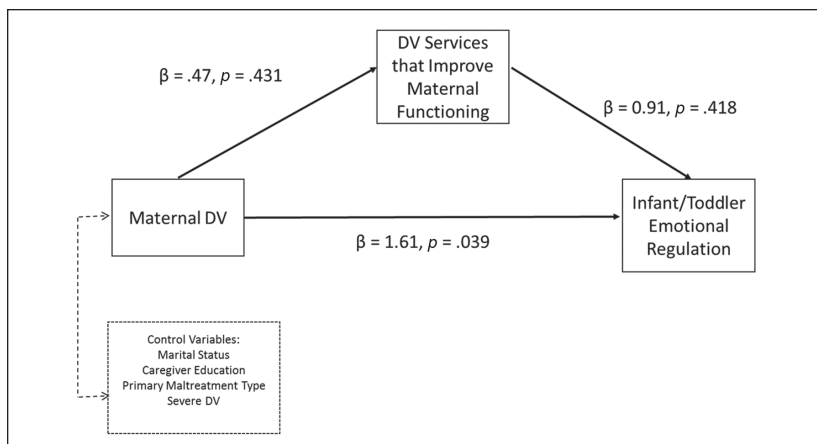 DV Services
that Improve
Maternal
Functioning
β = .47, p = .431
β = 0.91, p = .418
Maternal DV
Infant/Toddler
Emotional
Regulation
β = 1.61, p = .039
Control Variables:
Marital Status
Caregiver Education
Primary Maltreatment Type
Severe DV